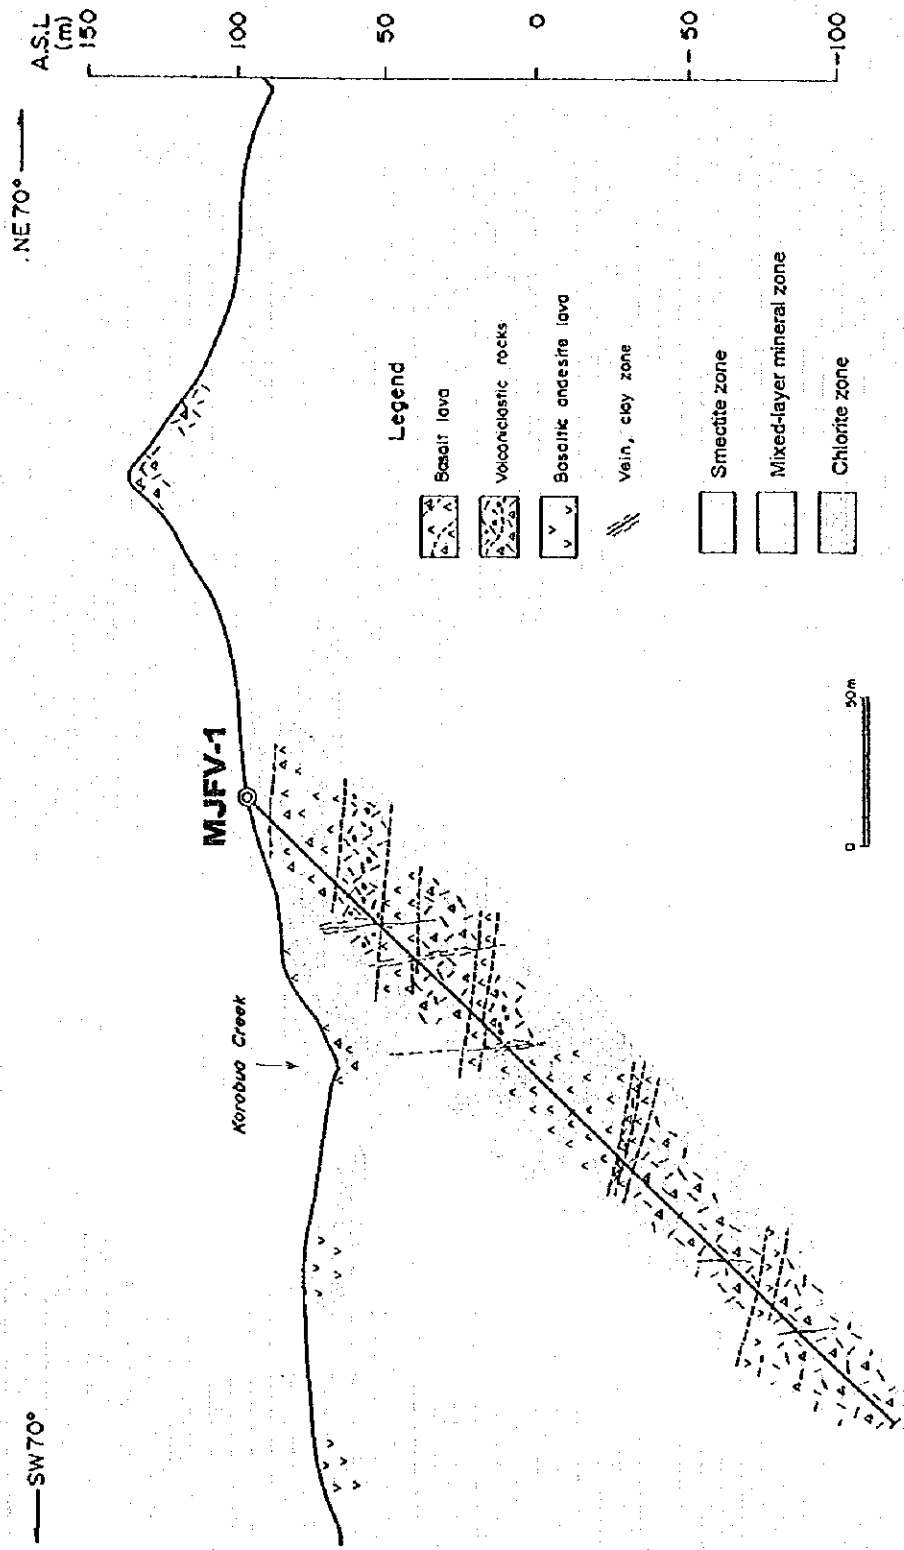 SW70°
NE70°
A.S.L
(m)
150
100
50
0
-50
-100
MJFV-1
Korobua Creek
Legend
Basalt lava
Volcaniclastic rocks
Basaltic andesite lava
Vein, clay zone
Smectite zone
Mixed-layer mineral zone
Chlorite zone
0
50m